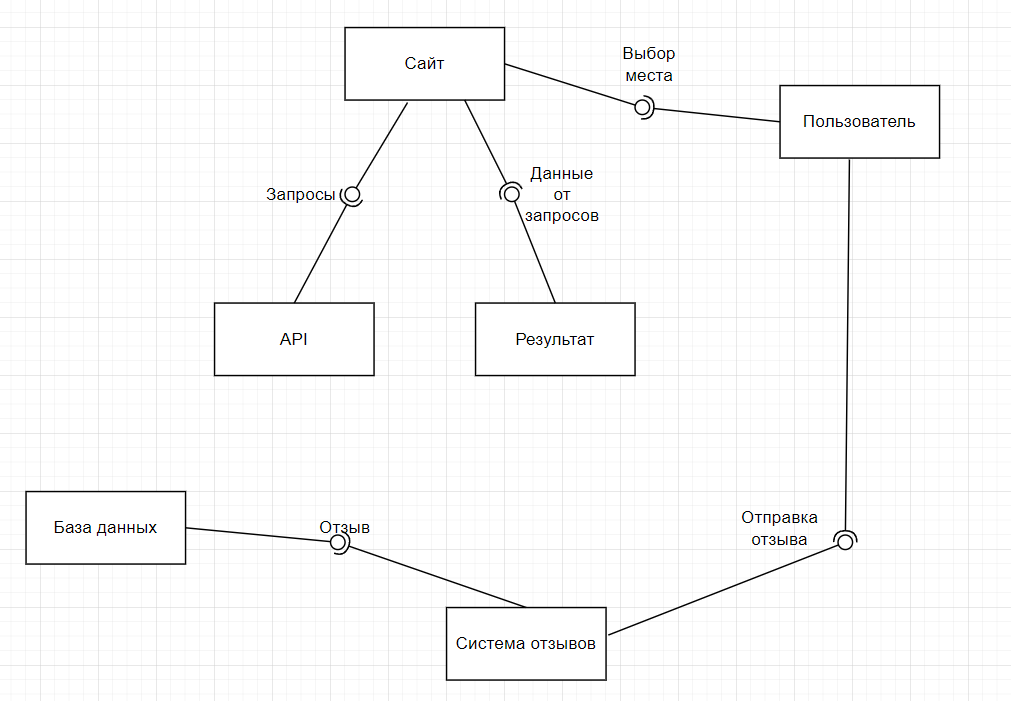 Сайт
Выбор
места
Пользователь
Запросы
Данные
от
запросов
API
Результат
База данных
Отзыв
Отправка
отзыва
Система отзывов